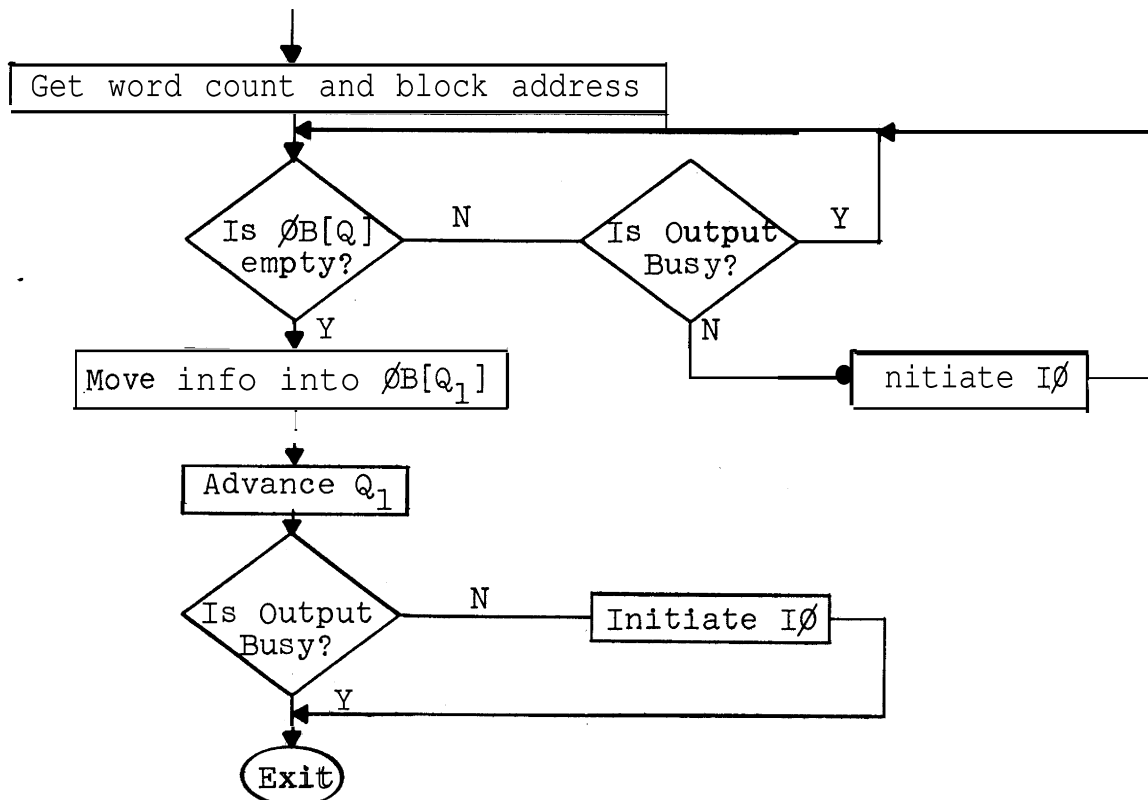 Get word count and block address
Is ØB[Q]
empty?
N
Is Output
Busy?
Y
Y
N
Move info into ØB[Q₁]
nitiate IØ
Advance Q₁
Is Output
Busy?
N
Initiate IØ
Y
Exit